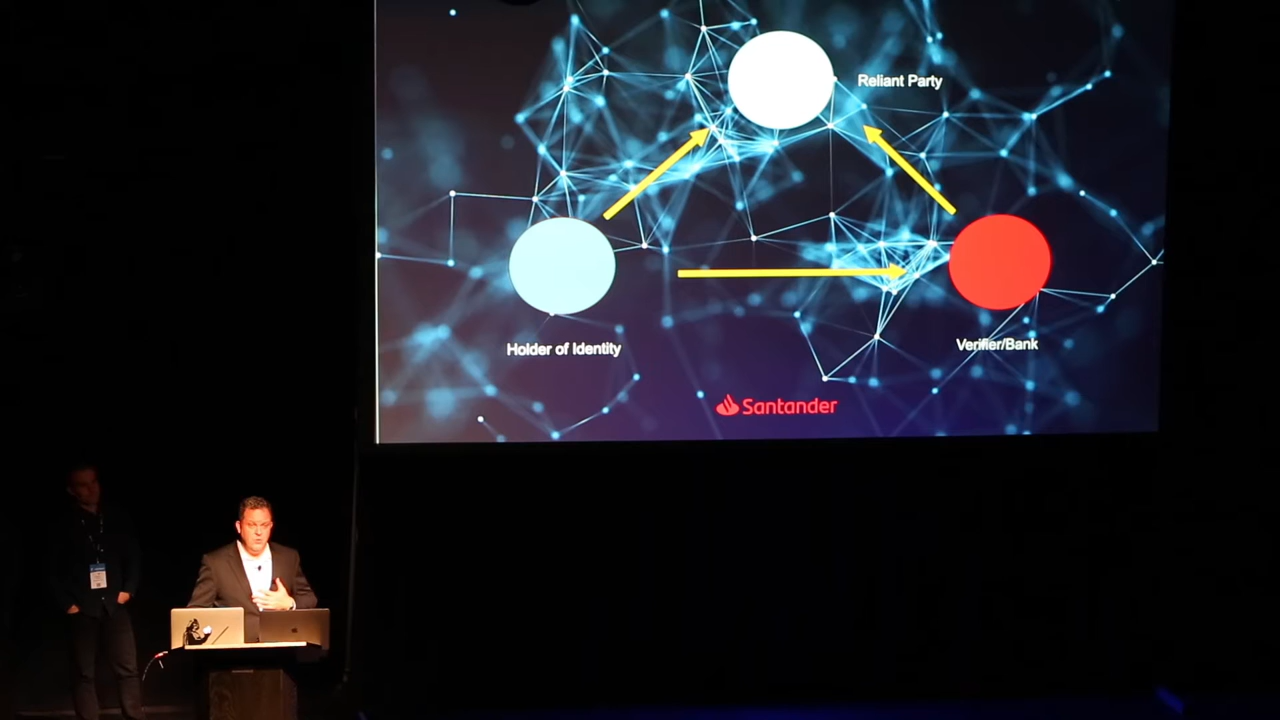 Reliant Party
Holder of Identity
Verifier/Bank
Santander